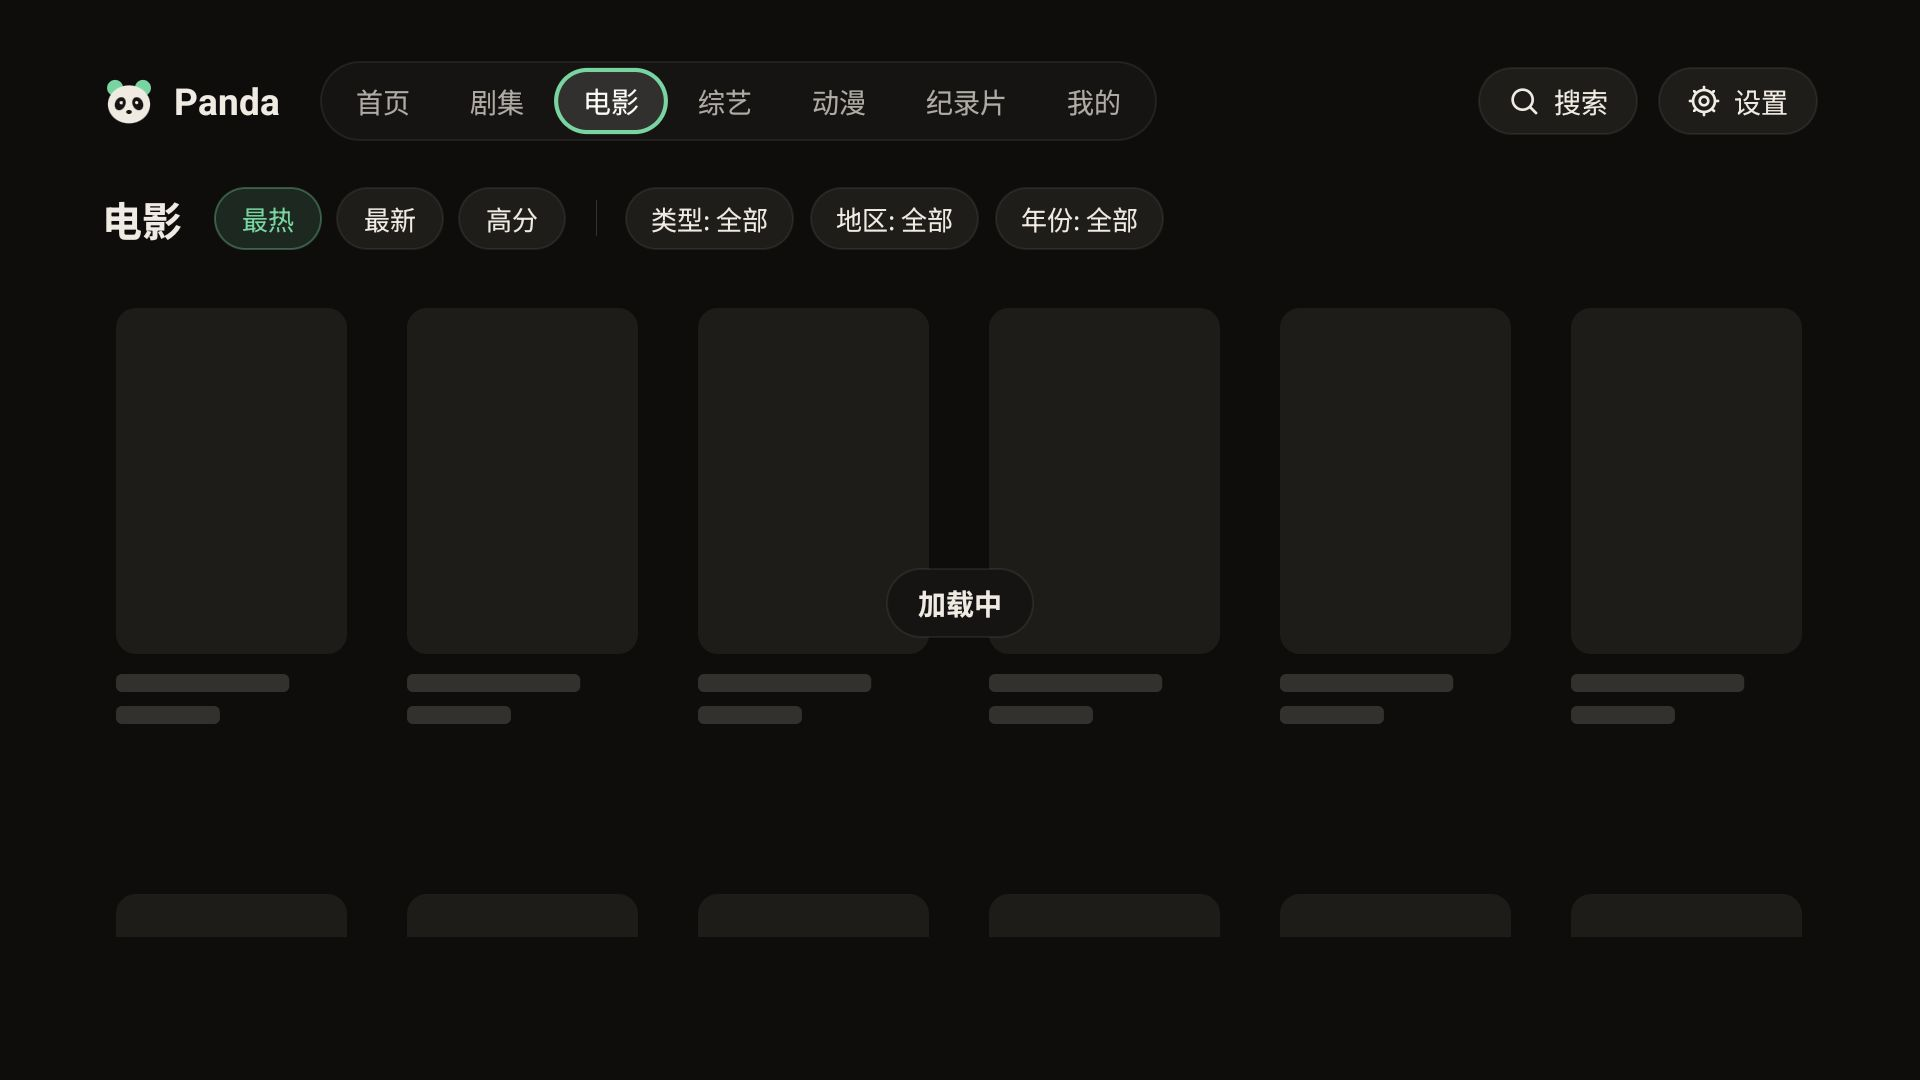 Panda 首页 剧集 电影 综艺 动漫 纪录片 我的 搜索 设置
电影 最热 最新 高分 类型: 全部 地区: 全部 年份: 全部
加载中